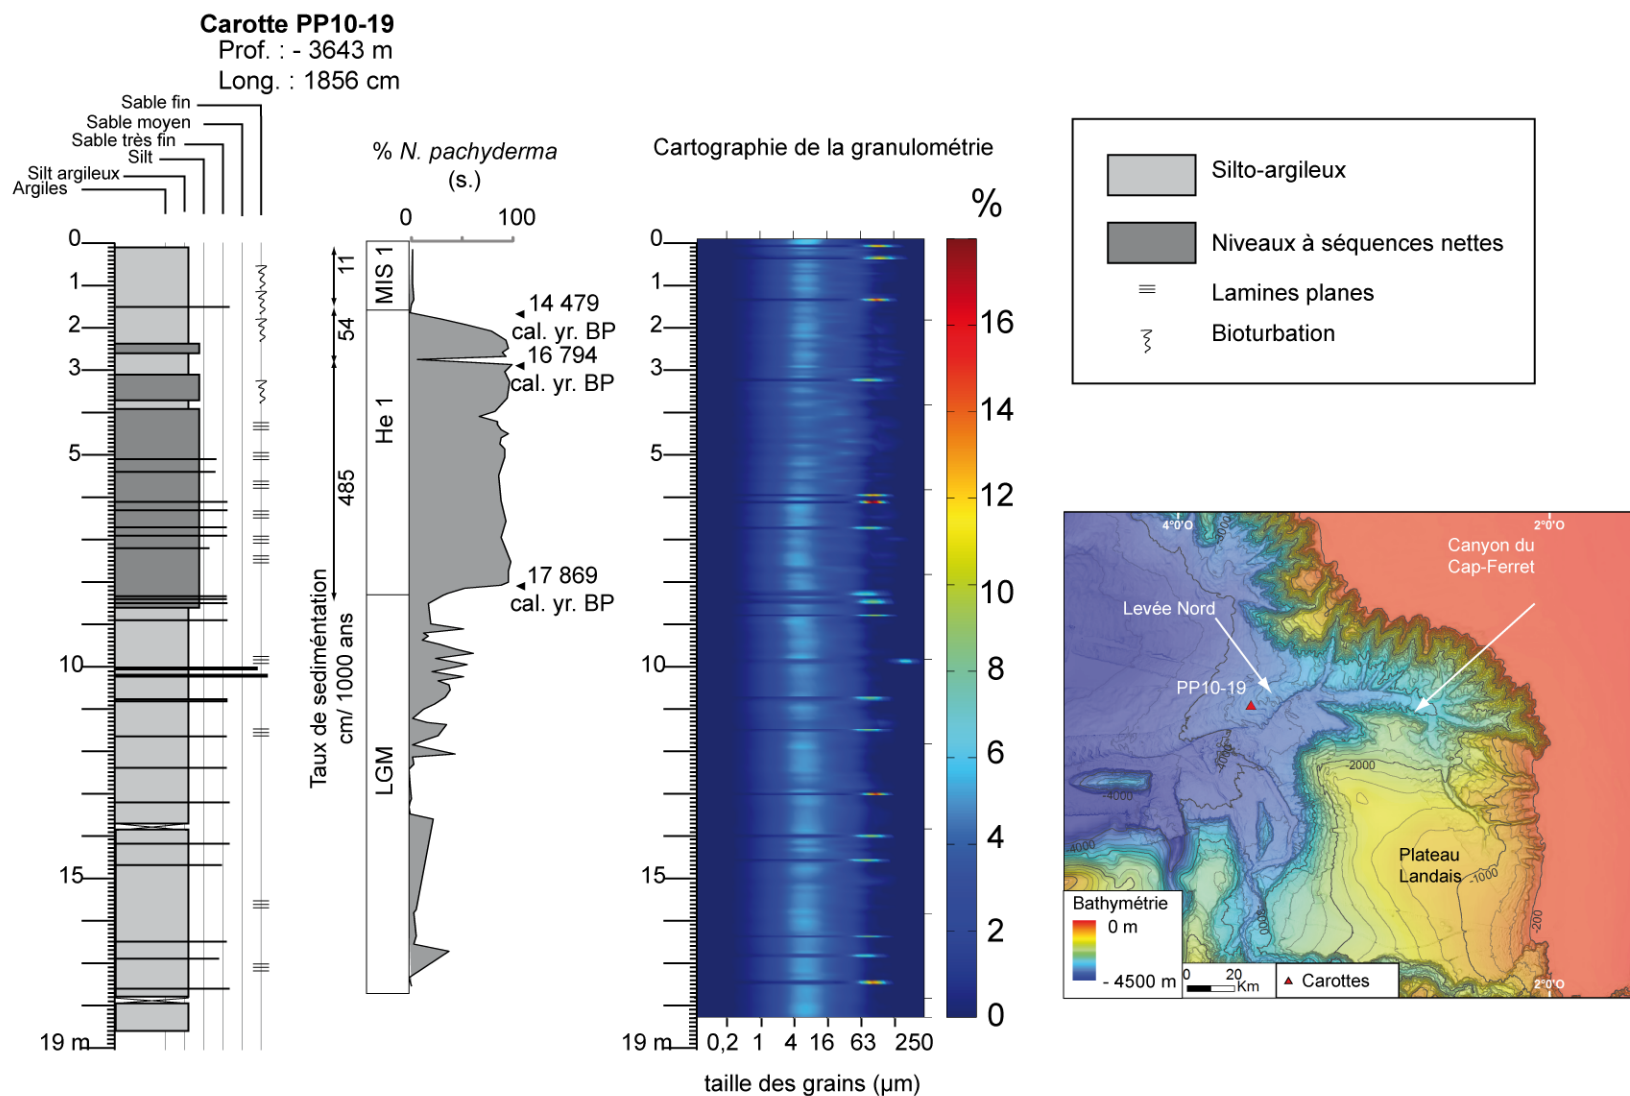 Carotte PP10-19
Prof. : - 3643 m
Long. : 1856 cm
Sable fin
Sable moyen
Sable très fin
Silt
Silt argileux
Argiles
0
1
2
3
5
10
15
19 m
% N. pachyderma
(s.)
0 100
11
54
485
Taux de sedimentation
cm/ 1000 ans
MIS 1
He 1
LGM
14 479
cal. yr. BP
16 794
cal. yr. BP
17 869
cal. yr. BP
Cartographie de la granulométrie
%
0
1
2
3
5
10
15
19 m
0,2 1 4 16 63 250
taille des grains (µm)
16
14
12
10
8
6
4
2
0
Silto-argileux
Niveaux à séquences nettes
Lamines planes
Bioturbation
4°0'O
2°0'O
-3000
Canyon du
Cap-Ferret
Levée Nord
PP10-19
-4000
-2000
-4000
-4000
Plateau
Landais
-1000
-200
Bathymétrie
0 m
- 4500 m
0 20
Km
Carottes
2°0'O